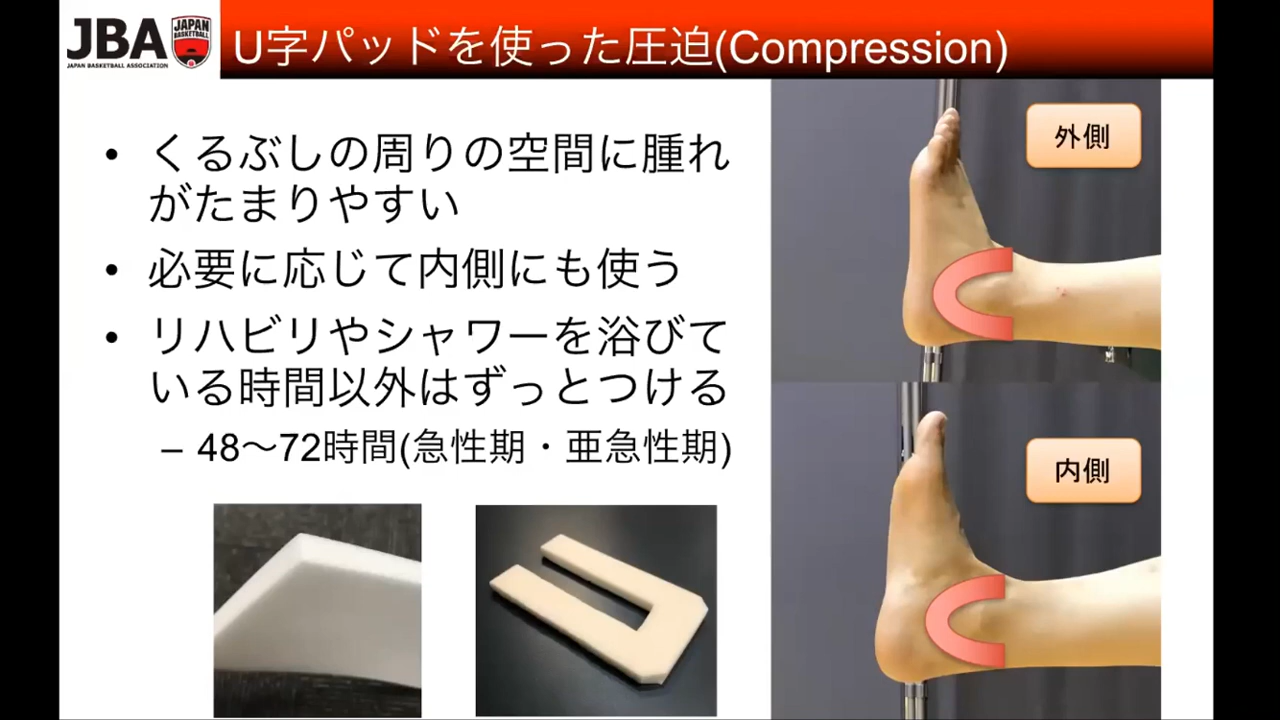 JBA
JAPAN BASKETBALL ASSOCIATION
JAPAN
BASKETBALL
U字パッドを使った圧迫(Compression)
• くるぶしの周りの空間に腫れ
がたまりやすい
• 必要に応じて内側にも使う
• リハビリやシャワーを浴びて
いる時間以外はずっとつける
– 48〜72時間(急性期・亜急性期)
外側
内側